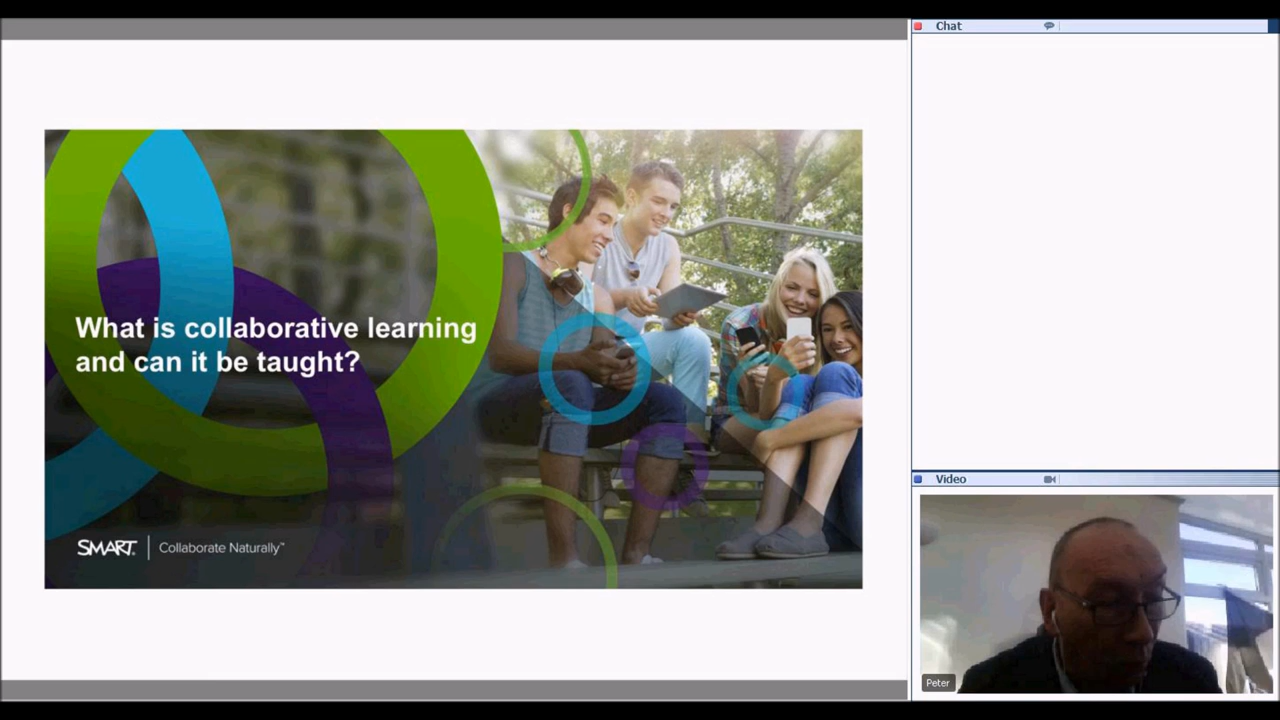 Chat
What is collaborative learning
and can it be taught?
SMART | Collaborate Naturally™
Video
Peter